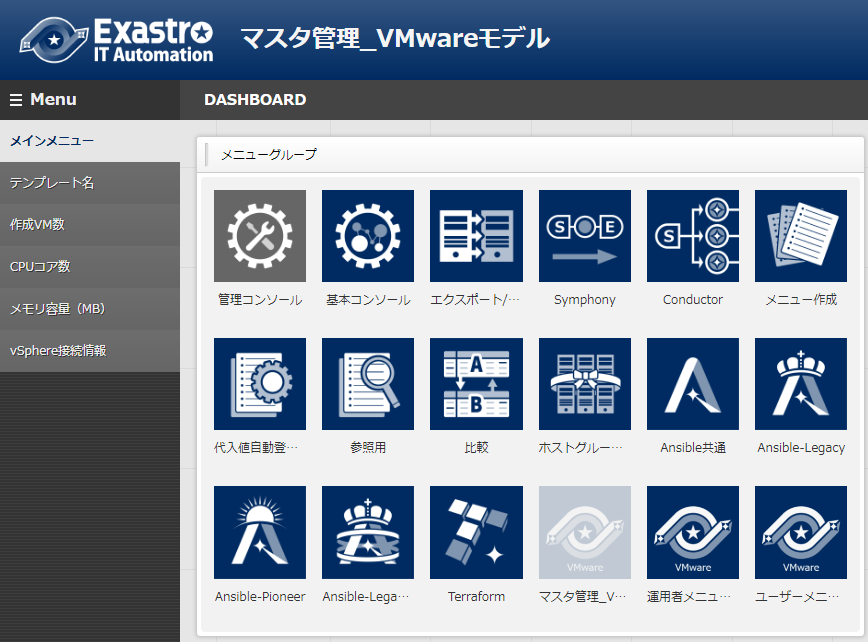 Exastro
IT Automation
マスタ管理_VMwareモデル
Menu
DASHBOARD
メインメニュー
テンプレート名
作成VM数
CPUコア数
メモリ容量（MB）
vSphere接続情報
メニューグループ
管理コンソール
基本コンソール
エクスポート/…
S O E
Symphony
S
Conductor
メニュー作成
代入値自動登…
参照用
A
B
比較
ホストグルー…
Ansible共通
Ansible-Legacy
Ansible-Pioneer
Ansible-Lega…
Terraform
VMware
マスタ管理_V…
VMware
運用者メニュ…
VMware
ユーザーメニ…